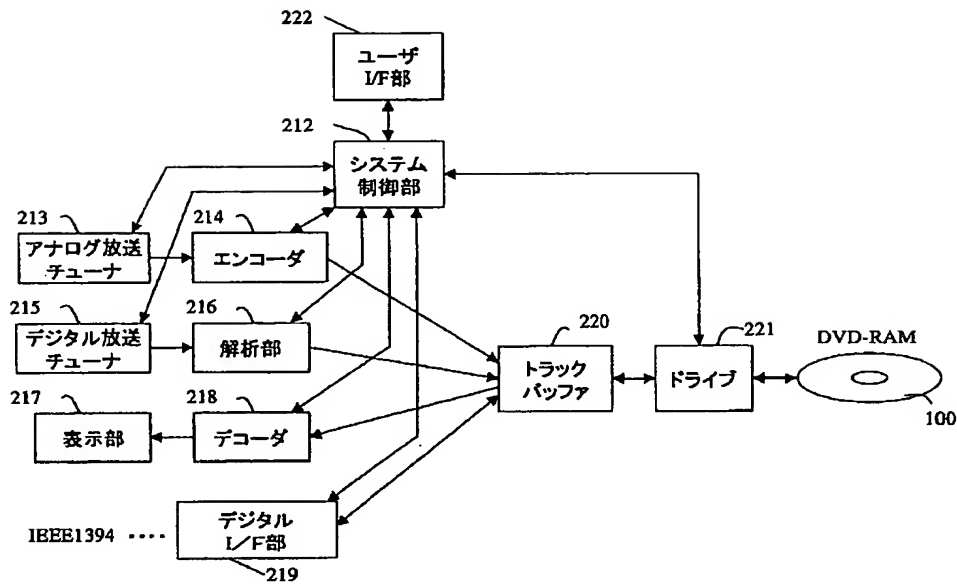 222
ユーザ
I/F部
212
システム
制御部
213
214
アナログ放送
チューナ
エンコーダ
215
216
220
221
DVD-RAM
デジタル放送
チューナ
解析部
トラック
バッファ
ドライブ
217
218
100
表示部
デコーダ
デジタル
I/F部
IEEE1394 ····
219